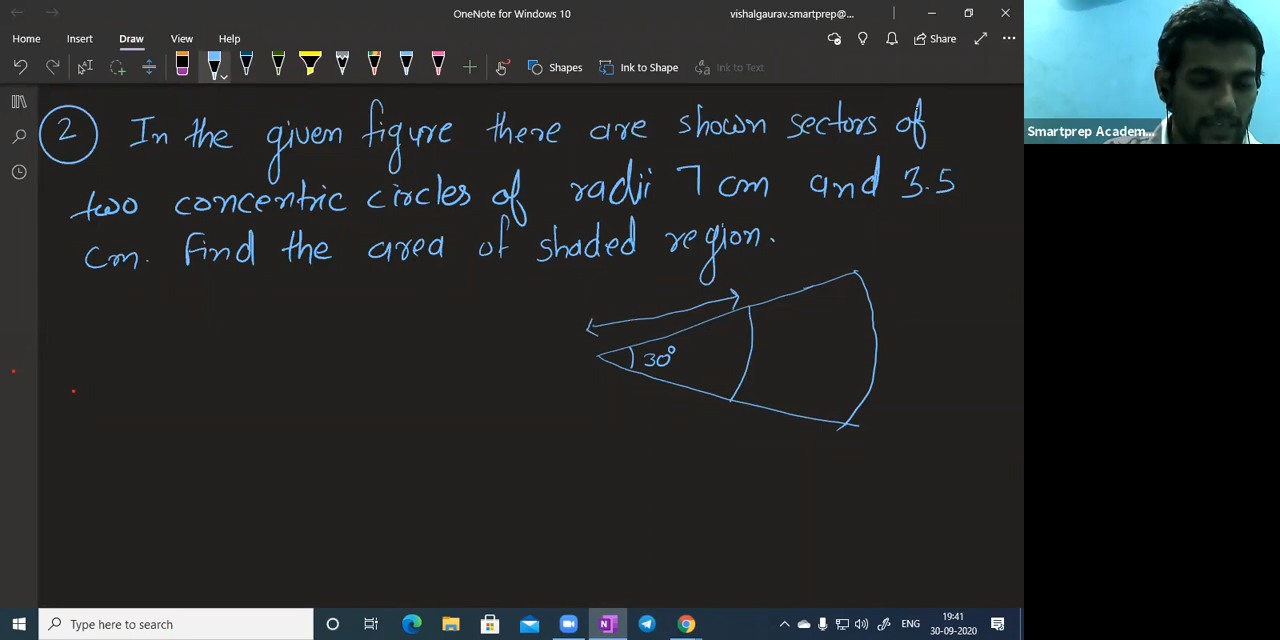 OneNote for Windows 10
vishalgaurav.smartprep@...
Home Insert Draw View Help
Share
Shapes Ink to Shape Ink to Text
Smartprep Academ...
2 In the given figure there are shown sectors of
two concentric circles of radii 7 cm and 3.5
cm. Find the area of shaded region.
30°
Type here to search
ENG
19:41
30-09-2020